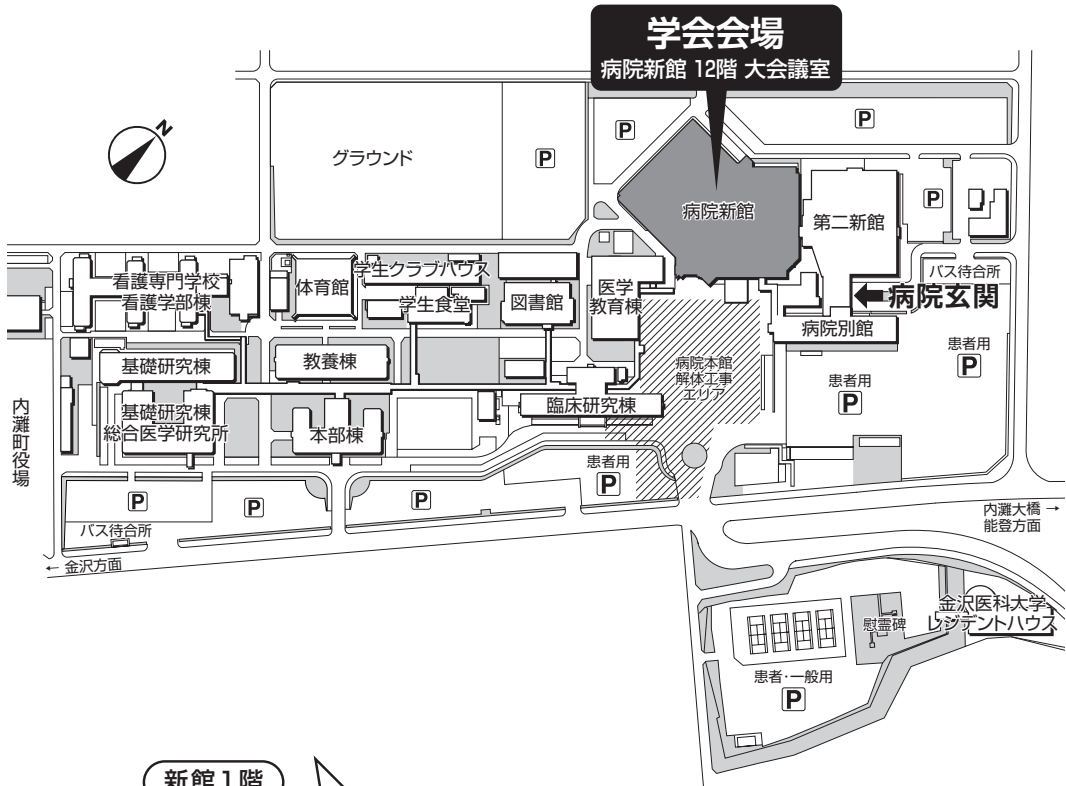 学会会場
病院新館 12階 大会議室
N
グラウンド
P
P
P
病院新館
第二新館
P
バス待合所
病院玄関
看護専門学校
看護学部棟
体育館
学生クラブハウス
学生食堂
図書館
医学
教育棟
病院別館
患者用
P
基礎研究棟
教養棟
病院本館
解体工事
エリア
患者用
P
内灘町役場
基礎研究棟
総合医学研究所
本部棟
臨床研究棟
患者用
P
P
P
P
バス待合所
← 金沢方面
内灘大橋 →
能登方面
慰霊碑
金沢医科大学
レジデントハウス
患者・一般用
P
新館1階